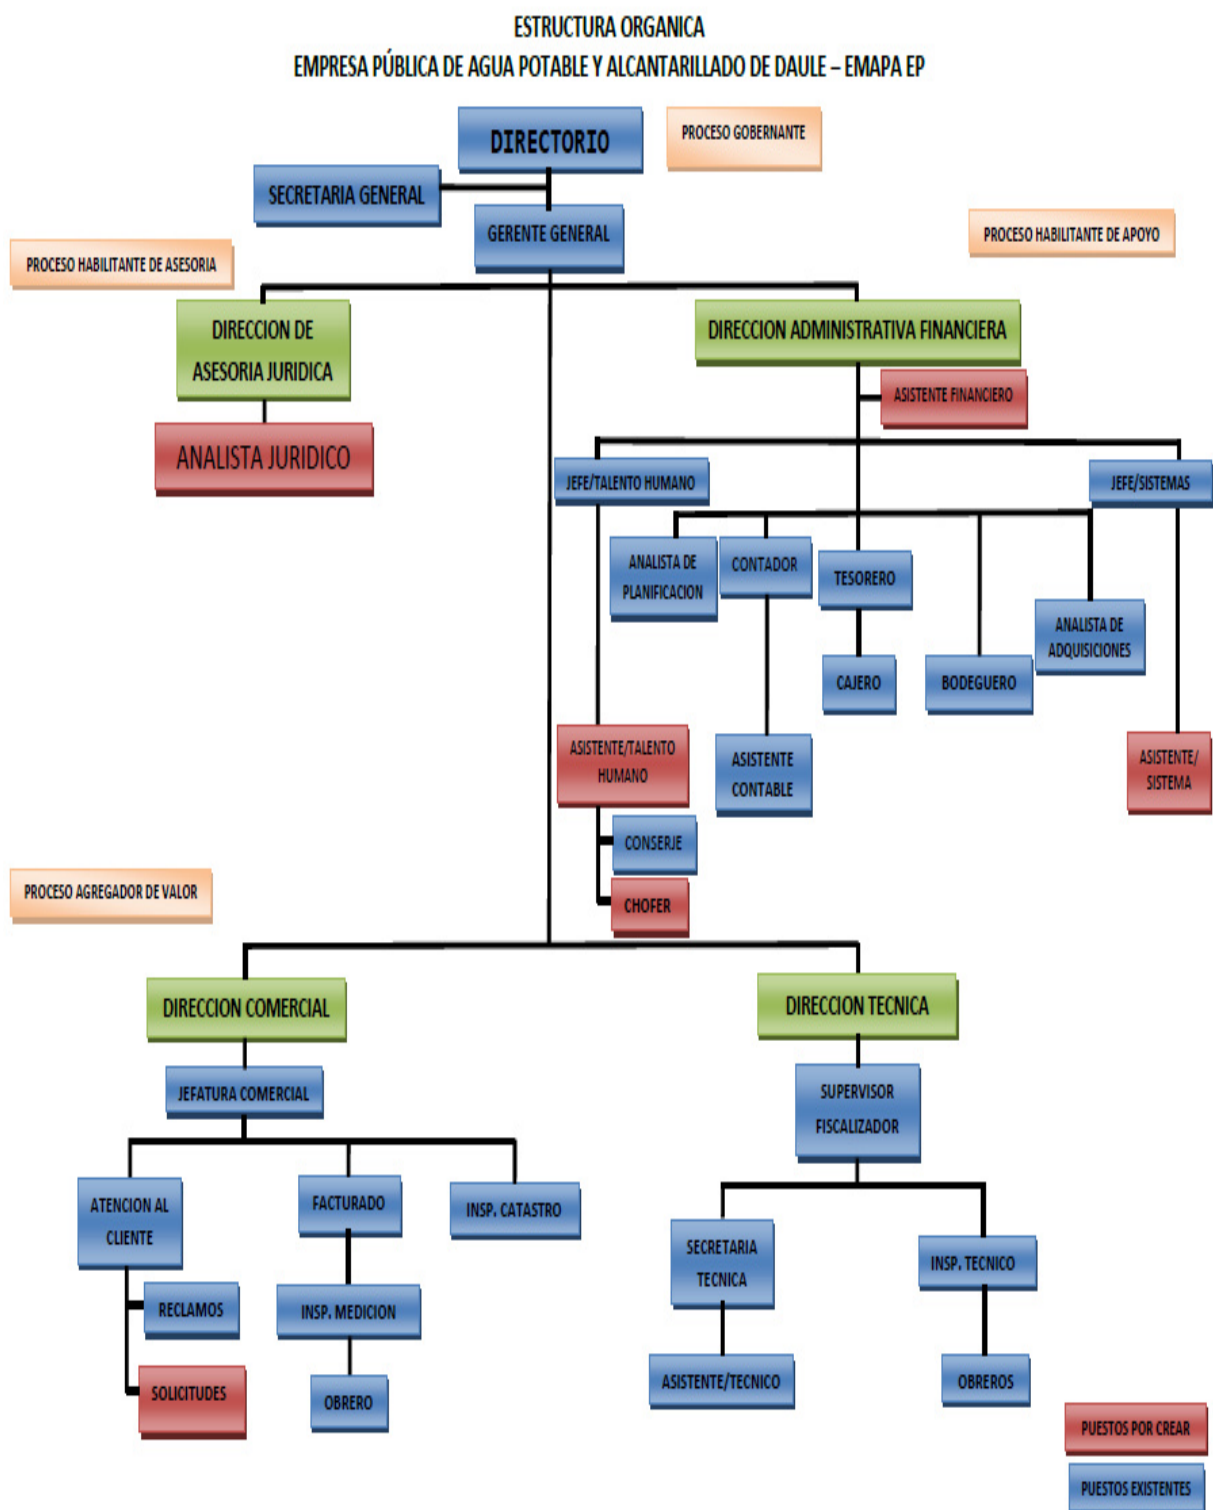 ESTRUCTURA ORGANICA
EMPRESA PÚBLICA DE AGUA POTABLE Y ALCANTARILLADO DE DAULE – EMAPA EP
DIRECTORIO
PROCESO GOBERNANTE
SECRETARIA GENERAL
GERENTE GENERAL
PROCESO HABILITANTE DE APOYO
PROCESO HABILITANTE DE ASESORIA
DIRECCION DE
ASESORIA JURIDICA
DIRECCION ADMINISTRATIVA FINANCIERA
ASISTENTE FINANCIERO
ANALISTA JURIDICO
JEFE/TALENTO HUMANO
JEFE/SISTEMAS
ANALISTA DE
PLANIFICACION
CONTADOR
TESORERO
ANALISTA DE
ADQUISICIONES
CAJERO
BODEGUERO
ASISTENTE/TALENTO
HUMANO
ASISTENTE
CONTABLE
ASISTENTE/
SISTEMA
CONSERJE
CHOFER
PROCESO AGREGADOR DE VALOR
DIRECCION COMERCIAL
DIRECCION TECNICA
JEFATURA COMERCIAL
SUPERVISOR
FISCALIZADOR
ATENCION AL
CLIENTE
FACTURADO
INSP. CATASTRO
SECRETARIA
TECNICA
INSP. TECNICO
RECLAMOS
INSP. MEDICION
SOLICITUDES
OBRERO
ASISTENTE/TECNICO
OBREROS
PUESTOS POR CREAR
PUESTOS EXISTENTES